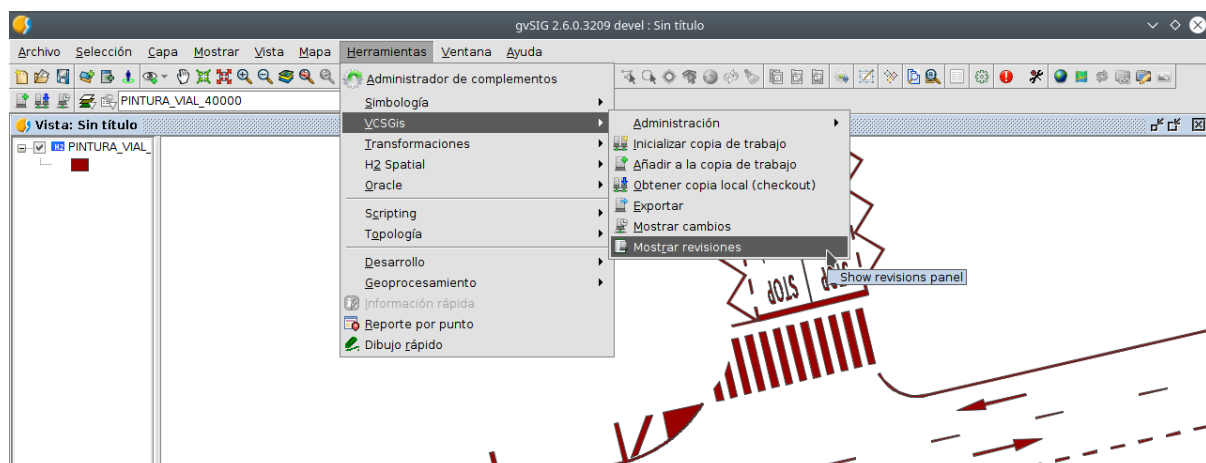 gvSIG 2.6.0.3209 devel : Sin título
Archivo Selección Capa Mostrar Vista Mapa Herramientas Ventana Ayuda
PINTURA_VIAL_40000
Vista: Sin título
PINTURA_VIAL_
Administrador de complementos
Simbología
VCSGis
Transformaciones
H2 Spatial
Oracle
Scripting
Topología
Desarrollo
Geoprocesamiento
Información rápida
Reporte por punto
Dibujo rápido
Administración
Inicializar copia de trabajo
Añadir a la copia de trabajo
Obtener copia local (checkout)
Exportar
Mostrar cambios
Mostrar revisiones
Show revisions panel
STOP
STOP